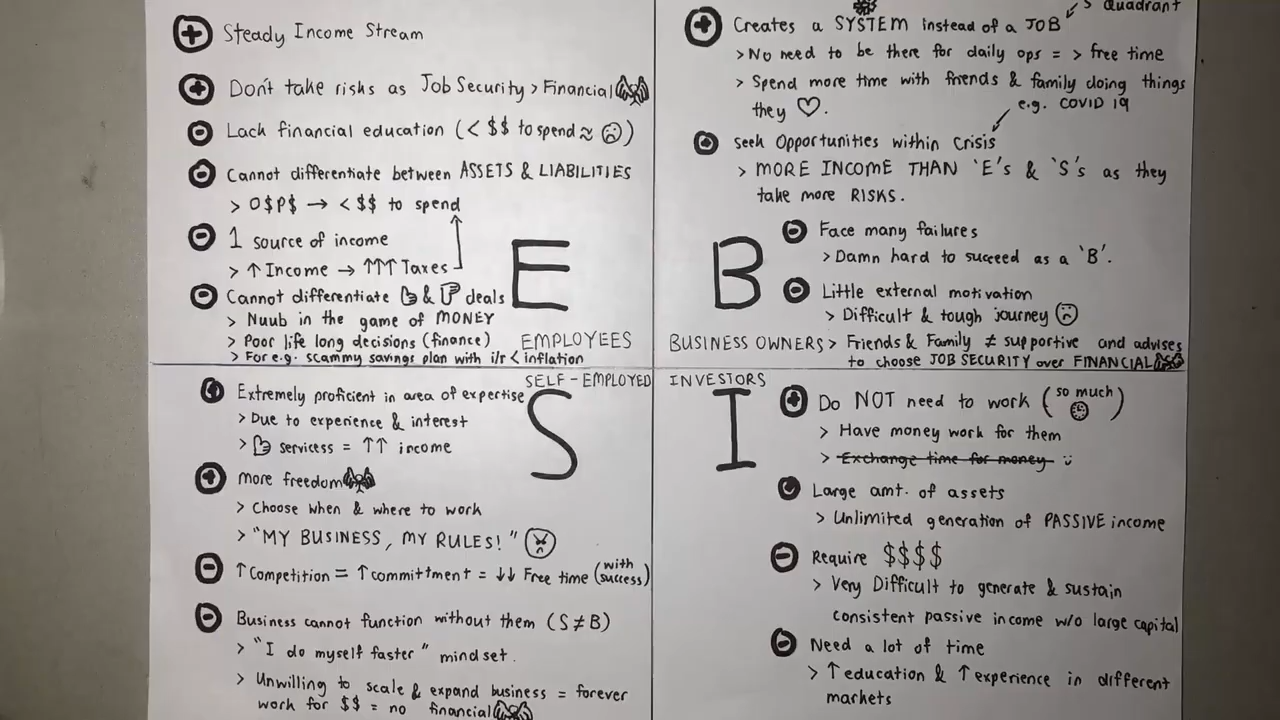 ⊕ Steady Income Stream
⊕ Don't take risks as Job Security > Financial
⊖ Lack financial education (< $$ to spend ≈ ☹)
⊖ Cannot differentiate between ASSETS & LIABILITIES
> O$P$ → < $$ to spend
⊖ 1 source of income
> ↑ Income → ↑↑↑ Taxes
⊖ Cannot differentiate 👍 & 👎 deals
> Nuub in the game of MONEY
> Poor life long decisions (finance)
> For e.g. scammy savings plan with i/r < inflation
E
EMPLOYEES
s Quadrant
⊕ Creates a SYSTEM instead of a JOB
> No need to be there for daily ops = > free time
> Spend more time with friends & family doing things
they ♡.
e.g. COVID 19
⊕ seek Opportunities within Crisis
> MORE INCOME THAN 'E's & 'S's as they
take more RISKS.
⊖ Face many failures
> Damn hard to succeed as a 'B'.
⊖ Little external motivation
> Difficult & tough journey ☹
> Friends & Family ≠ supportive and advises
to choose JOB SECURITY over FINANCIAL
B
BUSINESS OWNERS
SELF-EMPLOYED
S
⊕ Extremely proficient in area of expertise
> Due to experience & interest
> 👍 servicess = ↑↑ income
⊕ more freedom
> Choose when & where to work
> "MY BUSINESS, MY RULES!"
⊖ ↑ Competition = ↑ committment = ↓↓ Free time (with success)
⊖ Business cannot function without them (S ≠ B)
> "I do myself faster" mindset.
> Unwilling to scale & expand business = forever
work for $$ = no financial
INVESTORS
I
⊕ Do NOT need to work (so much)
> Have money work for them
> Exchange time for money
⊕ Large amt. of assets
> Unlimited generation of PASSIVE income
⊖ Require $$$$
> Very Difficult to generate & sustain
consistent passive income w/o large capital
⊖ Need a lot of time
> ↑ education & ↑ experience in different
markets